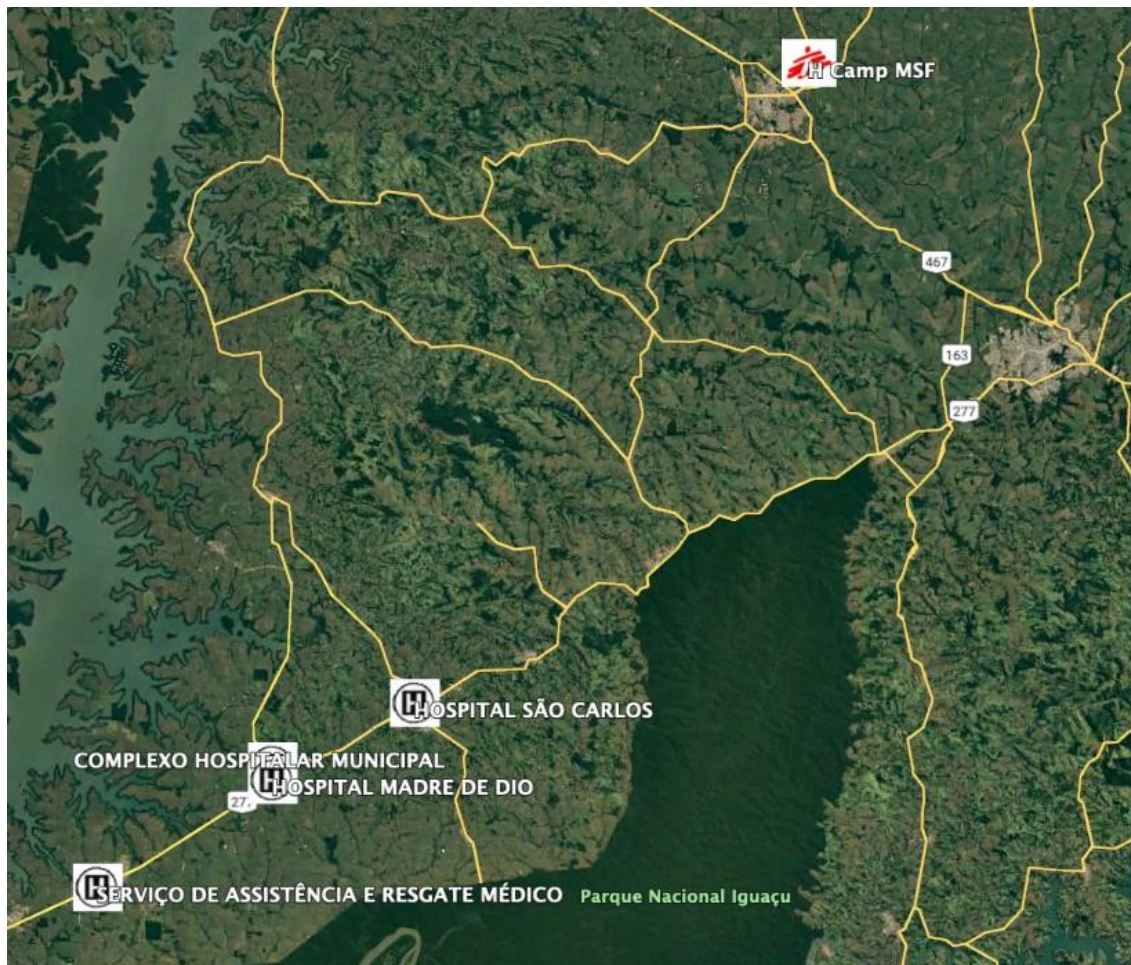 H Camp MSF
467
163
277
HOSPITAL SÃO CARLOS
COMPLEXO HOSPITALAR MUNICIPAL
HOSPITAL MADRE DE DIO
27
SERVIÇO DE ASSISTÊNCIA E RESGATE MÉDICO
Parque Nacional Iguaçu